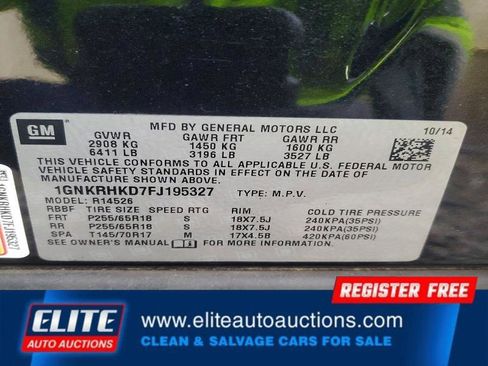 GM
MFD BY GENERAL MOTORS LLC
10/14
GVWR GAWR FRT GAWR RR
2908 KG 1450 KG 1600 KG
6411 LB 3196 LB 3527 LB
THIS VEHICLE CONFORMS TO ALL APPLICABLE U.S. FEDERAL MOTOR
VEHICLE SAFETY STANDARDS IN EFFECT ON THE DATE OF
MANUFACTURE SHOWN ABOVE.
1GNKRHKD7FJ195327 TYPE: M.P.V.
MODEL: R14526
RBBF TIRE SIZE SPEED RTG RIM COLD TIRE PRESSURE
FRT P255/65R18 S 18X7.5J 240KPA(35PSI)
RR P255/65R18 S 18X7.5J 240KPA(35PSI)
SPA T145/70R17 M 17X4.5B 420KPA(60PSI)
SEE OWNER'S MANUAL FOR ADDITIONAL INFORMATION.
1GNKRHKD7FJ195327
REGISTER FREE
ELITE
AUTO AUCTIONS
www.eliteautoauctions.com
CLEAN & SALVAGE CARS FOR SALE